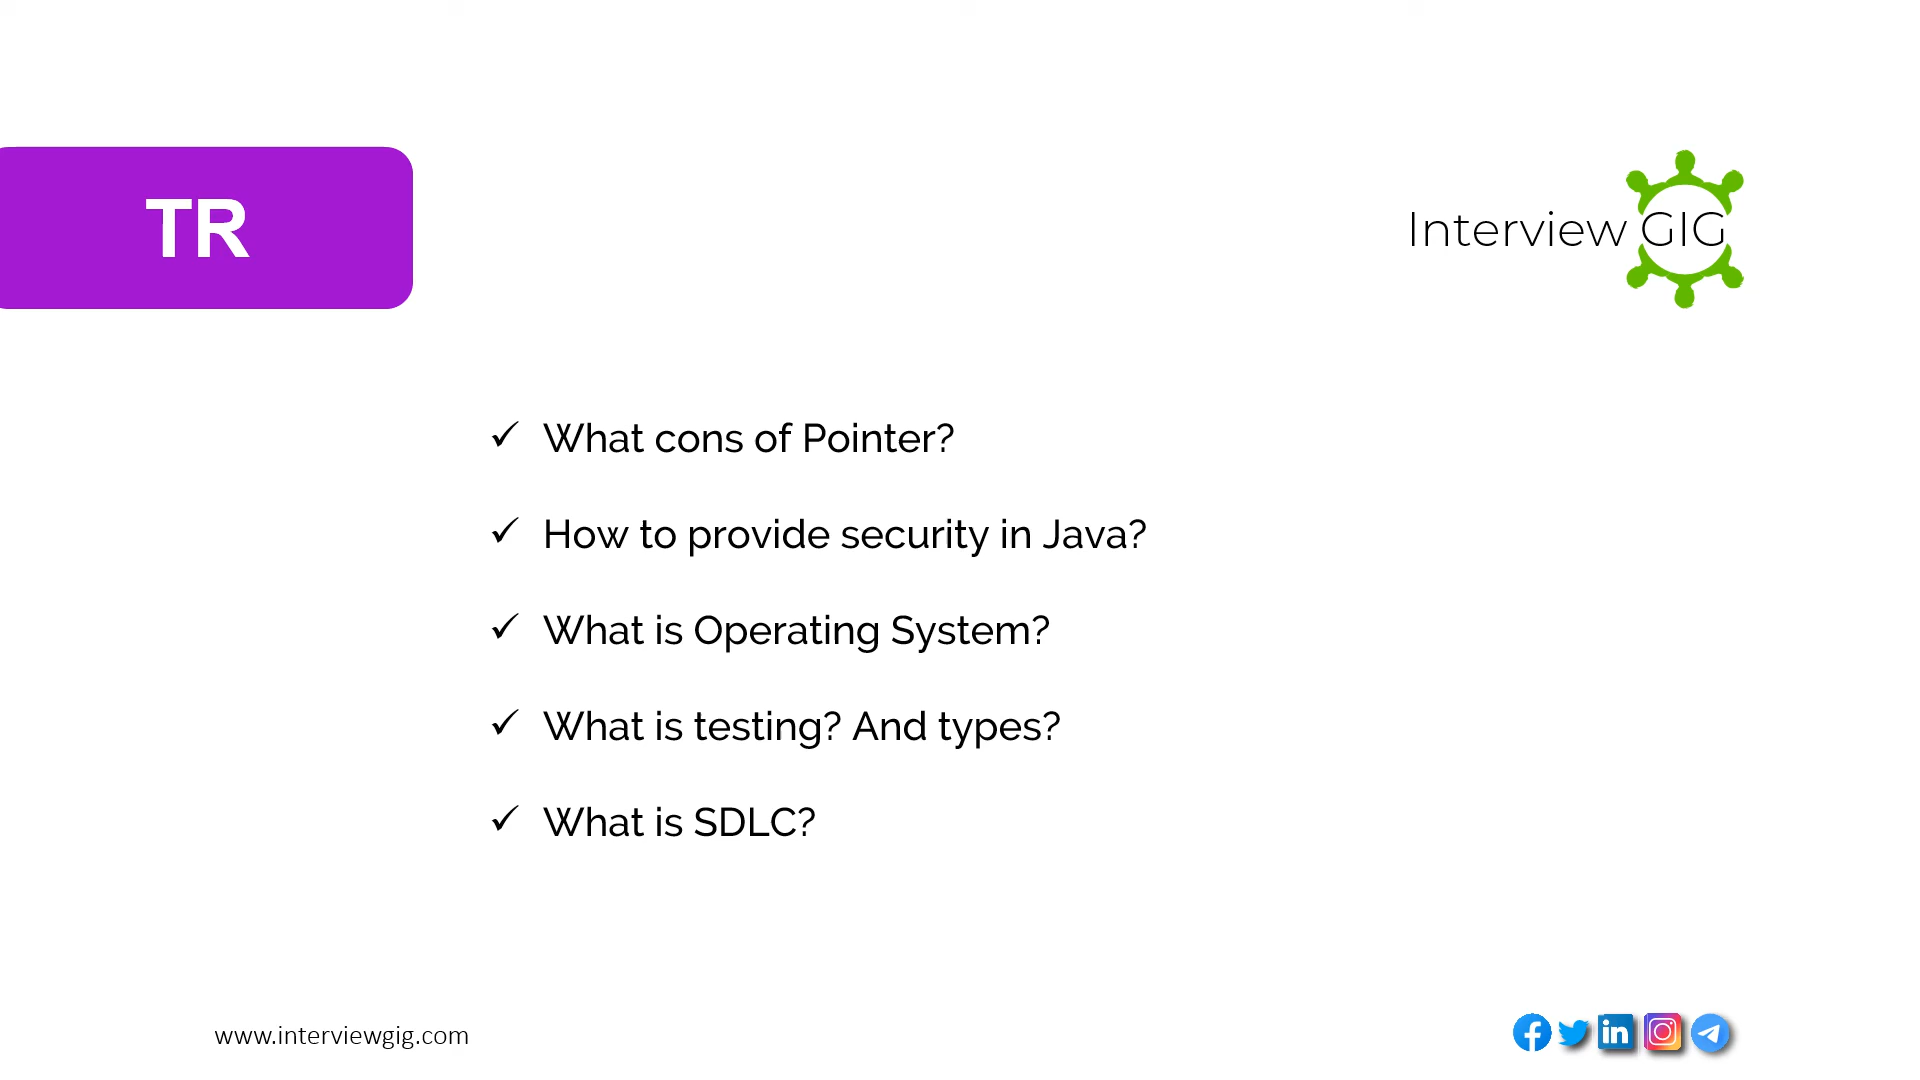 TR
Interview GIG
✓ What cons of Pointer?
✓ How to provide security in Java?
✓ What is Operating System?
✓ What is testing? And types?
✓ What is SDLC?
www.interviewgig.com